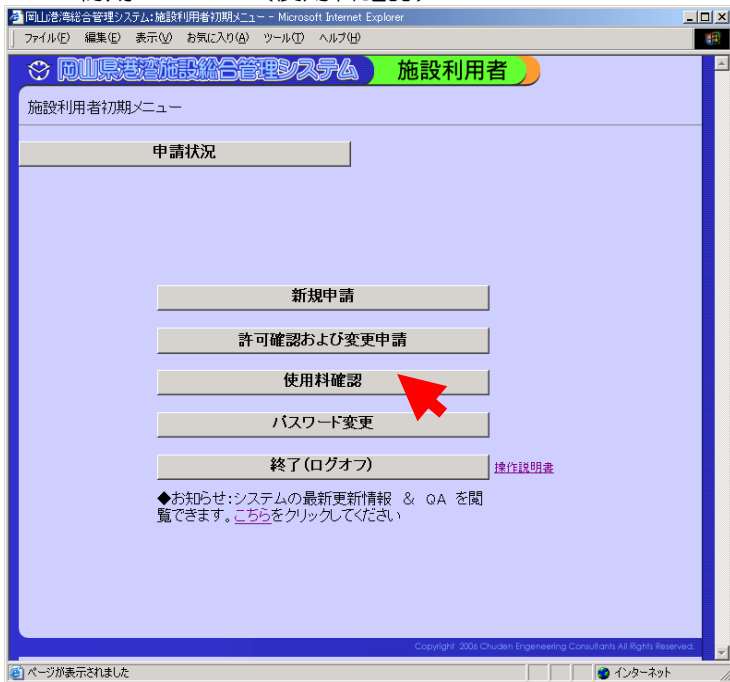 岡山港湾総合管理システム:施設利用者初期メニュー - Microsoft Internet Explorer
ファイル(F) 編集(E) 表示(V) お気に入り(A) ツール(T) ヘルプ(H)
岡山県港湾施設総合管理システム 施設利用者
施設利用者初期メニュー
申請状況
新規申請
許可確認および変更申請
使用料確認
パスワード変更
終了(ログオフ) 操作説明書
◆お知らせ:システムの最新更新情報 & QA を閲
覧できます。こちらをクリックしてください
Copyright 2006 Chuden Engeneering Consultants All Rights Reserved.
ページが表示されました インターネット